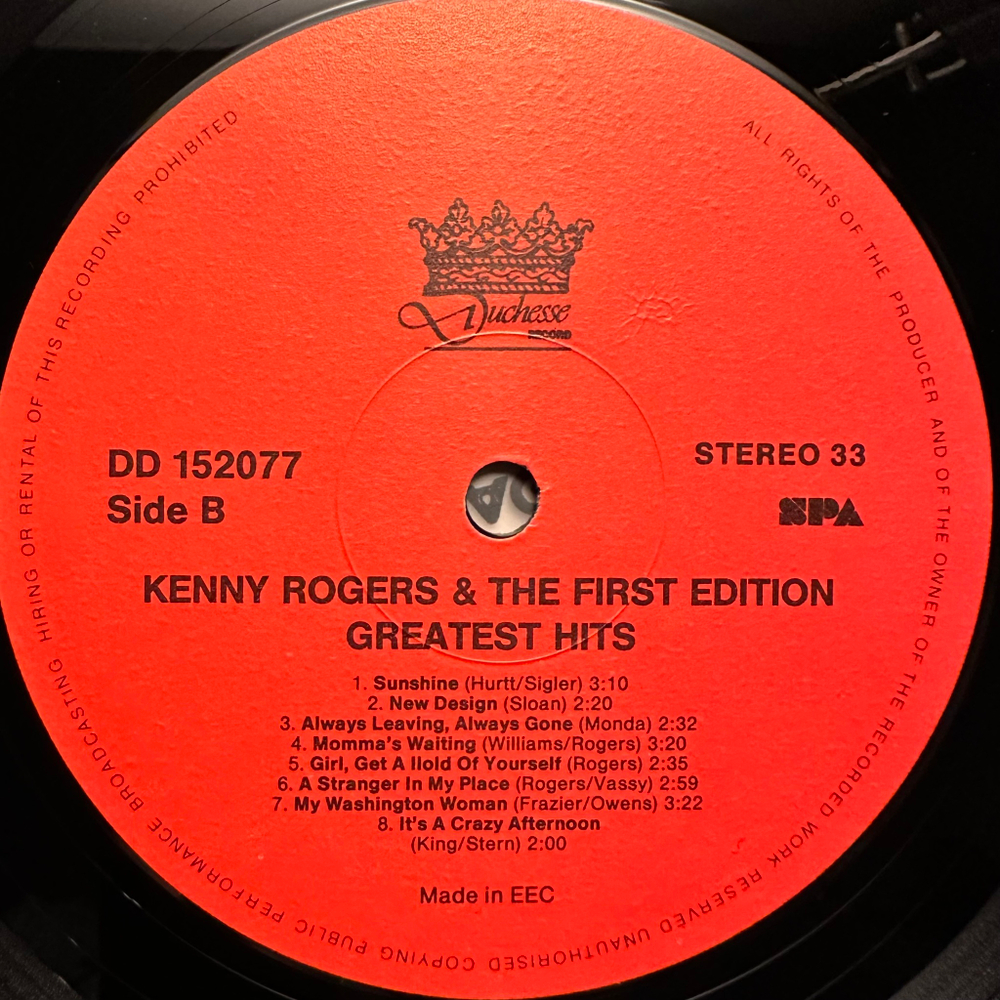 ALL RIGHTS OF THE PRODUCER AND OF THE OWNER OF THE RECORDED WORK RESERVED UNAUTHORISED COPYING PUBLIC PERFORMANCE BROADCASTING HIRING OR RENTAL OF THIS RECORDING PROHIBITED
Duchesse
RECORD
DD 152077
Side B
STEREO 33
SPA
KENNY ROGERS & THE FIRST EDITION
GREATEST HITS
1. Sunshine (Hurtt/Sigler) 3:10
2. New Design (Sloan) 2:20
3. Always Leaving, Always Gone (Monda) 2:32
4. Momma's Waiting (Williams/Rogers) 3:20
5. Girl, Get A Hold Of Yourself (Rogers) 2:35
6. A Stranger In My Place (Rogers/Vassy) 2:59
7. My Washington Woman (Frazier/Owens) 3:22
8. It's A Crazy Afternoon
(King/Stern) 2:00
Made in EEC